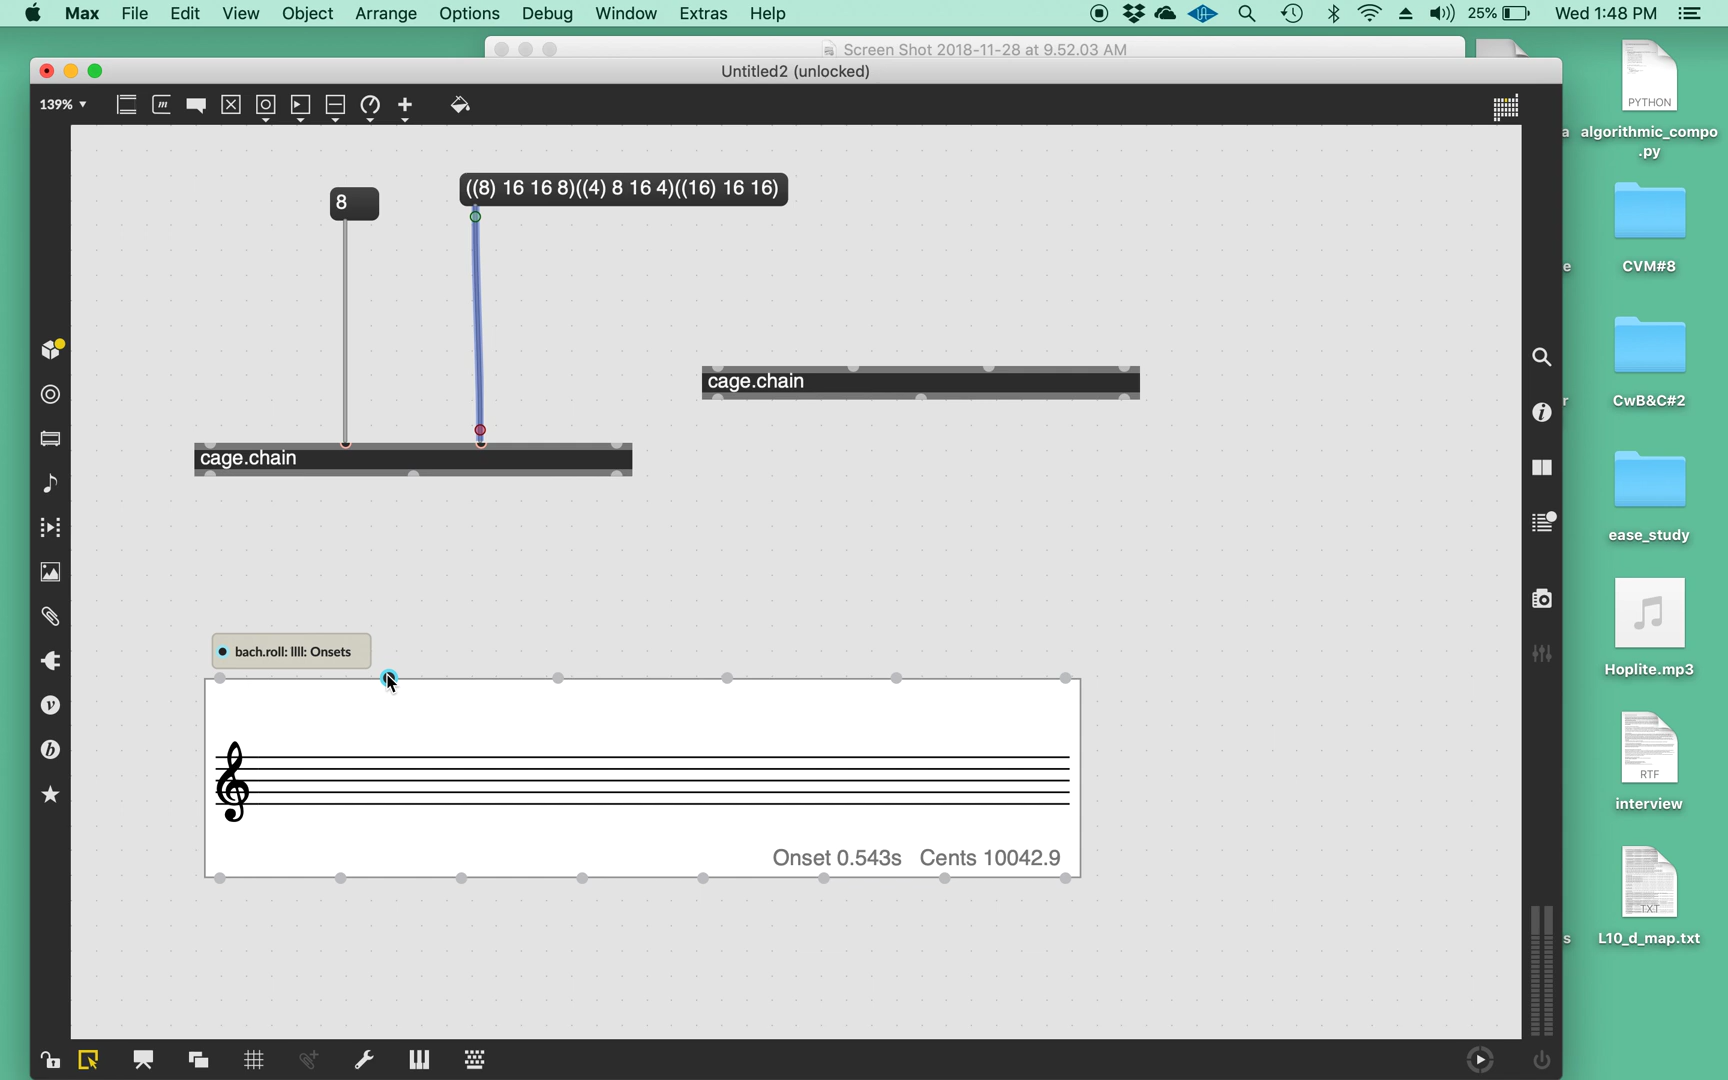 Max File Edit View Object Arrange Options Debug Window Extras Help 25% Wed 1:48 PM
Screen Shot 2018-11-28 at 9.52.03 AM
Untitled2 (unlocked)
139%
PYTHON
a algorithmic_compo
.py
((8) 16 16 8)((4) 8 16 4)((16) 16 16)
8
e CVM#8
cage.chain
r CwB&C#2
cage.chain
ease_study
bach.roll: llll: Onsets
Hoplite.mp3
RTF
interview
Onset 0.543s Cents 10042.9
TXT
s L10_d_map.txt